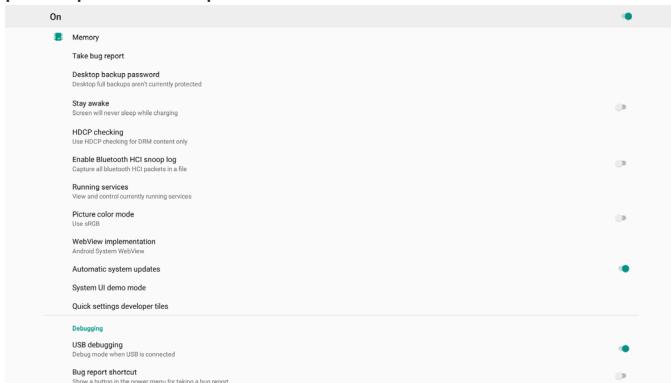 On
Memory
Take bug report
Desktop backup password
Desktop full backups aren't currently protected
Stay awake
Screen will never sleep while charging
HDCP checking
Use HDCP checking for DRM content only
Enable Bluetooth HCI snoop log
Capture all bluetooth HCI packets in a file
Running services
View and control currently running services
Picture color mode
Use sRGB
WebView implementation
Android System WebView
Automatic system updates
System UI demo mode
Quick settings developer tiles
Debugging
USB debugging
Debug mode when USB is connected
Bug report shortcut
Show a button in the power menu for taking a bug report